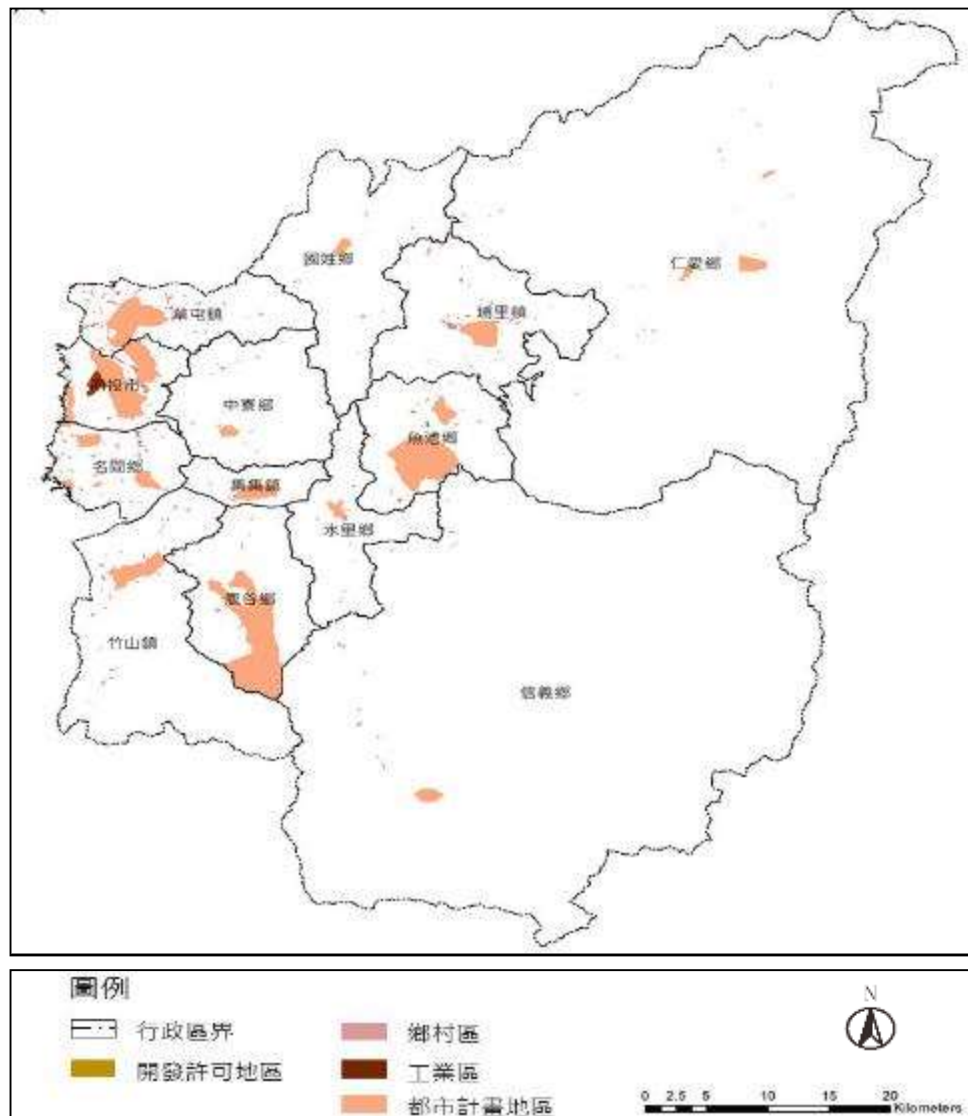 國姓鄉
仁愛鄉
草屯鎮
埔里鎮
南投市
中寮鄉
魚池鄉
名間鄉
集集鎮
水里鄉
鹿谷鄉
竹山鎮
信義鄉
圖例
行政區界
鄉村區
開發許可地區
工業區
都市計畫地區
N
0 2.5 5 10 15 20
Kilometers